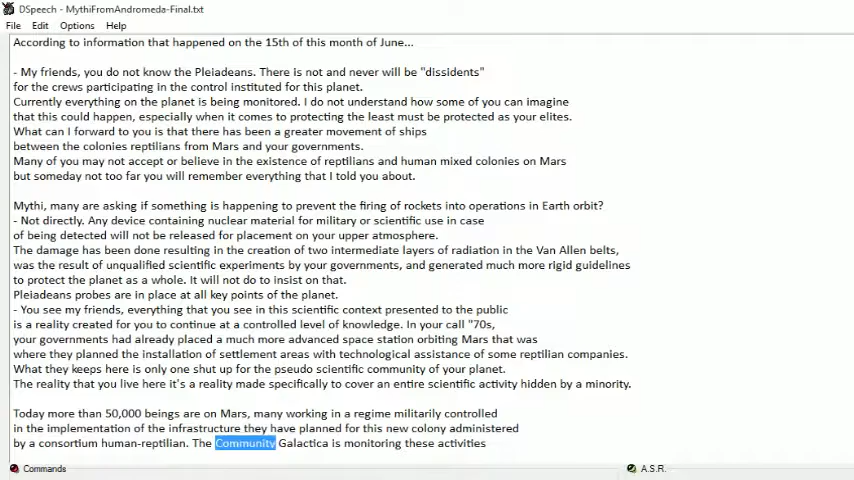 DSpeech - MythiFromAndromeda-Final.txt
File Edit Options Help
According to information that happened on the 15th of this month of June...
- My friends, you do not know the Pleiadeans. There is not and never will be "dissidents"
for the crews participating in the control instituted for this planet.
Currently everything on the planet is being monitored. I do not understand how some of you can imagine
that this could happen, especially when it comes to protecting the least must be protected as your elites.
What can I forward to you is that there has been a greater movement of ships
between the colonies reptilians from Mars and your governments.
Many of you may not accept or believe in the existence of reptilians and human mixed colonies on Mars
but someday not too far you will remember everything that I told you about.
Mythi, many are asking if something is happening to prevent the firing of rockets into operations in Earth orbit?
- Not directly. Any device containing nuclear material for military or scientific use in case
of being detected will not be released for placement on your upper atmosphere.
The damage has been done resulting in the creation of two intermediate layers of radiation in the Van Allen belts,
was the result of unqualified scientific experiments by your governments, and generated much more rigid guidelines
to protect the planet as a whole. It will not do to insist on that.
Pleiadeans probes are in place at all key points of the planet.
- You see my friends, everything that you see in this scientific context presented to the public
is a reality created for you to continue at a controlled level of knowledge. In your call "70s,
your governments had already placed a much more advanced space station orbiting Mars that was
where they planned the installation of settlement areas with technological assistance of some reptilian companies.
What they keeps here is only one shut up for the pseudo scientific community of your planet.
The reality that you live here it's a reality made specifically to cover an entire scientific activity hidden by a minority.
Today more than 50,000 beings are on Mars, many working in a regime militarily controlled
in the implementation of the infrastructure they have planned for this new colony administered
by a consortium human-reptilian. The Community Galactica is monitoring these activities
Commands A.S.R.